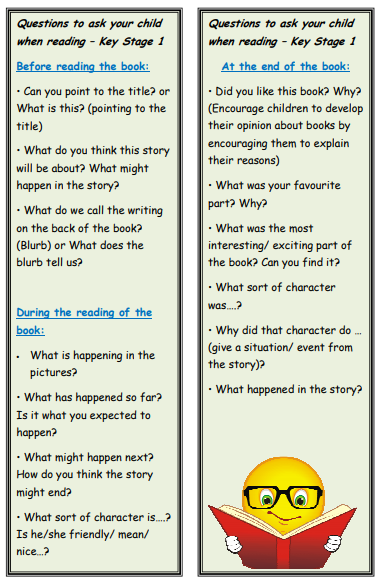 Questions to ask your child
when reading – Key Stage 1
Before reading the book:
• Can you point to the title? or
What is this? (pointing to the
title)
• What do you think this story
will be about? What might
happen in the story?
• What do we call the writing
on the back of the book?
(Blurb) or What does the
blurb tell us?
During the reading of the
book:
• What is happening in the
pictures?
• What has happened so far?
Is it what you expected to
happen?
• What might happen next?
How do you think the story
might end?
• What sort of character is....?
Is he/she friendly/ mean/
nice...?
Questions to ask your child
when reading – Key Stage 1
At the end of the book:
• Did you like this book? Why?
(Encourage children to develop
their opinion about books by
encouraging them to explain
their reasons)
• What was your favourite
part? Why?
• What was the most
interesting/ exciting part of
the book? Can you find it?
• What sort of character
was....?
• Why did that character do ...
(give a situation/ event from
the story)?
• What happened in the story?